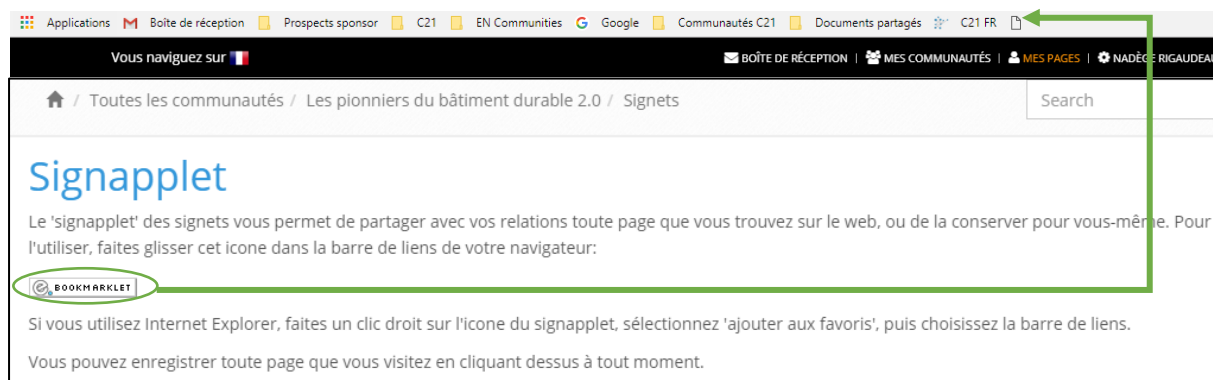 Applications Boîte de réception Prospects sponsor C21 EN Communities Google Communautés C21 Documents partagés C21 FR
Vous naviguez sur BOÎTE DE RÉCEPTION | MES COMMUNAUTÉS | MES PAGES | NADÈGE RIGAUDEAU
/ Toutes les communautés / Les pionniers du bâtiment durable 2.0 / Signets Search
Signapplet
Le 'signapplet' des signets vous permet de partager avec vos relations toute page que vous trouvez sur le web, ou de la conserver pour vous-même. Pour
l'utiliser, faites glisser cet icone dans la barre de liens de votre navigateur:
BOOKMARKLET
Si vous utilisez Internet Explorer, faites un clic droit sur l'icone du signapplet, sélectionnez 'ajouter aux favoris', puis choisissez la barre de liens.
Vous pouvez enregistrer toute page que vous visitez en cliquant dessus à tout moment.